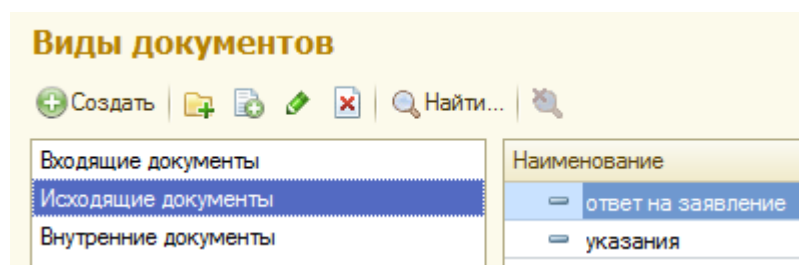 Виды документов
Создать Найти...
Входящие документы
Исходящие документы
Внутренние документы
Наименование
ответ на заявление
указания